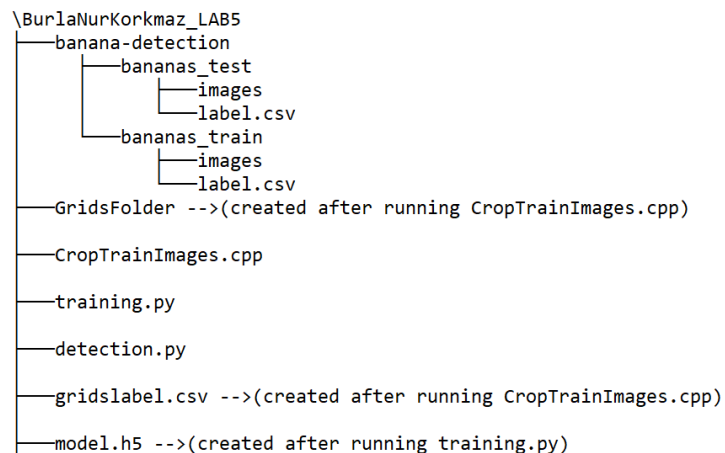 \BurlaNurKorkmaz_LAB5
banana-detection
bananas_test
images
label.csv
bananas_train
images
label.csv
GridsFolder -->(created after running CropTrainImages.cpp)
CropTrainImages.cpp
training.py
detection.py
gridslabel.csv -->(created after running CropTrainImages.cpp)
model.h5 -->(created after running training.py)